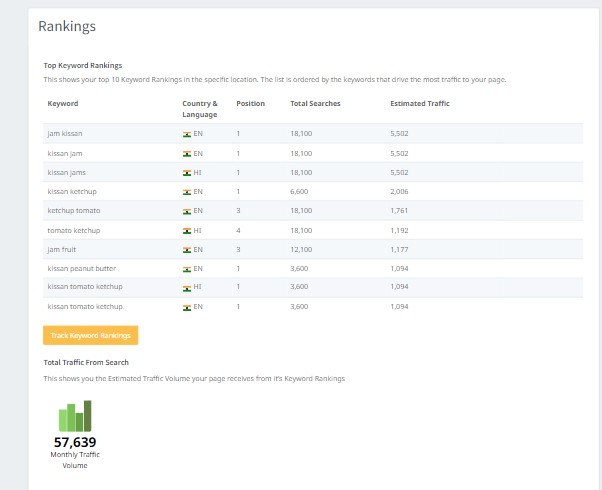 Rankings
Top Keyword Rankings
This shows your top 10 Keyword Rankings in the specific location. The list is ordered by the keywords that drive the most traffic to your page.
Keyword Country & Language Position Total Searches Estimated Traffic
jam kissan EN 1 18,100 5,502
kissan jam EN 1 18,100 5,502
kissan jams HI 1 18,100 5,502
kissan ketchup EN 1 6,600 2,006
ketchup tomato EN 3 18,100 1,761
tomato ketchup HI 4 18,100 1,192
jam fruit EN 3 12,100 1,177
kissan peanut butter EN 1 3,600 1,094
kissan tomato ketchup HI 1 3,600 1,094
kissan tomato ketchup EN 1 3,600 1,094
Track Keyword Rankings
Total Traffic From Search
This shows you the Estimated Traffic Volume your page receives from it's Keyword Rankings
57,639
Monthly Traffic
Volume